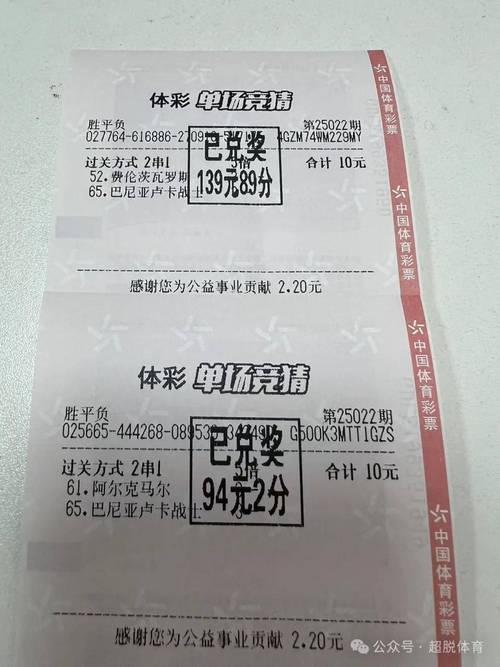 体彩 单场竞猜
胜平负 第25022期
过关方式 2串1 5倍 合计 10元
52.费伦茨瓦罗斯
65.巴尼亚卢卡战士
已兑奖
139元89分
感谢您为公益事业贡献 2.20元
体彩 单场竞猜
胜平负 第25022期
过关方式 2串1 5倍 合计 10元
61.阿尔克马尔
65.巴尼亚卢卡战士
已兑奖
94元2分
感谢您为公益事业贡献 2.20元
中国体育彩票
中国体育彩票
中国体育彩票
公众号·超脱体育